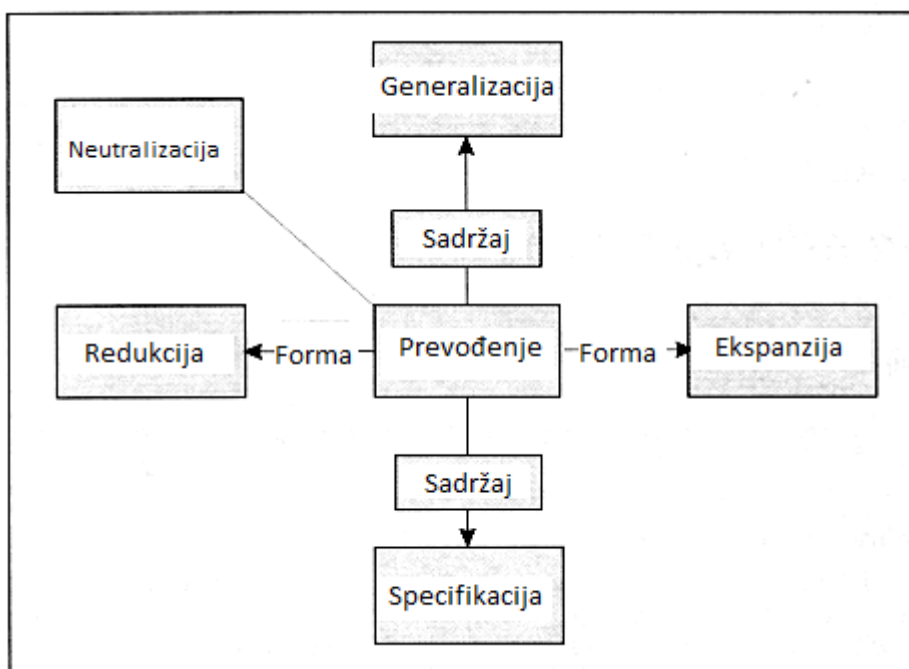 Generalizacija
Neutralizacija
Sadržaj
Redukcija
Forma
Prevođenje
Forma
Ekspanzija
Sadržaj
Specifikacija